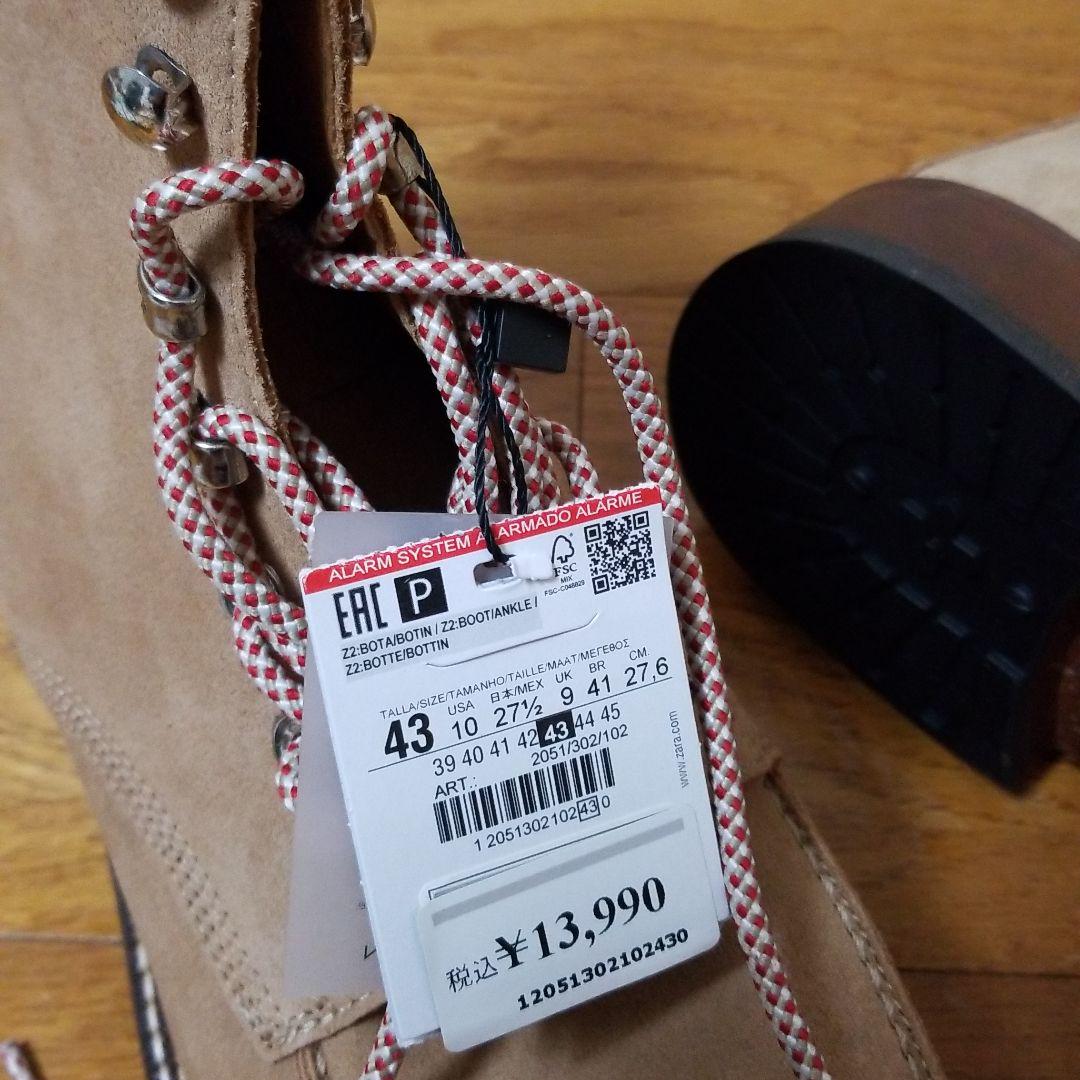 ALARM SYSTEM ALARMADO ALARME
EAC P
FSC
MIX
FSC-C048829
Z2:BOTA/BOTIN / Z2:BOOT/ANKLE /
Z2:BOTTE/BOTTIN
TALLA/SIZE/TAMANHO/TAILLE/MAAT/ΜΕΓΕΘΟΣ
USA 日本/MEX UK BR CM.
43 10 27½ 9 41 27,6
39 40 41 42 43 44 45
ART.: 2051/302/102
1 2051302102 43 0
www.zara.com
税込 ¥13,990
12051302102430